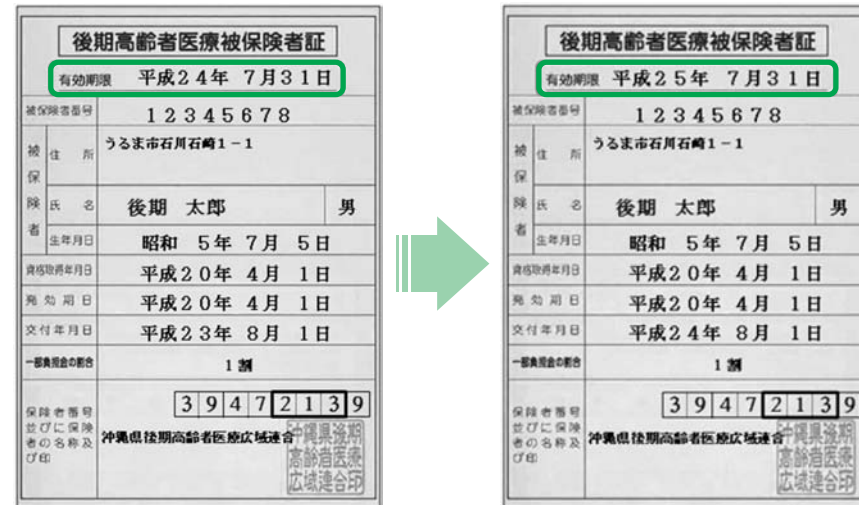 後期高齢者医療被保険者証
有効期限 平成24年 7月31日
被保険者番号 12345678
被保険者
住所 うるま市石川石崎1-1
氏名 後期 太郎 男
生年月日 昭和 5年 7月 5日
資格取得年月日 平成20年 4月 1日
発効期日 平成20年 4月 1日
交付年月日 平成23年 8月 1日
一部負担金の割合 1割
保険者番号
並びに保険
者の名称及
び印
39472139
沖縄県後期高齢者医療広域連合
沖縄県後期
高齢者医療
広域連合印
後期高齢者医療被保険者証
有効期限 平成25年 7月31日
被保険者番号 12345678
被保険者
住所 うるま市石川石崎1-1
氏名 後期 太郎 男
生年月日 昭和 5年 7月 5日
資格取得年月日 平成20年 4月 1日
発効期日 平成20年 4月 1日
交付年月日 平成24年 8月 1日
一部負担金の割合 1割
保険者番号
並びに保険
者の名称及
び印
39472139
沖縄県後期高齢者医療広域連合
沖縄県後期
高齢者医療
広域連合印